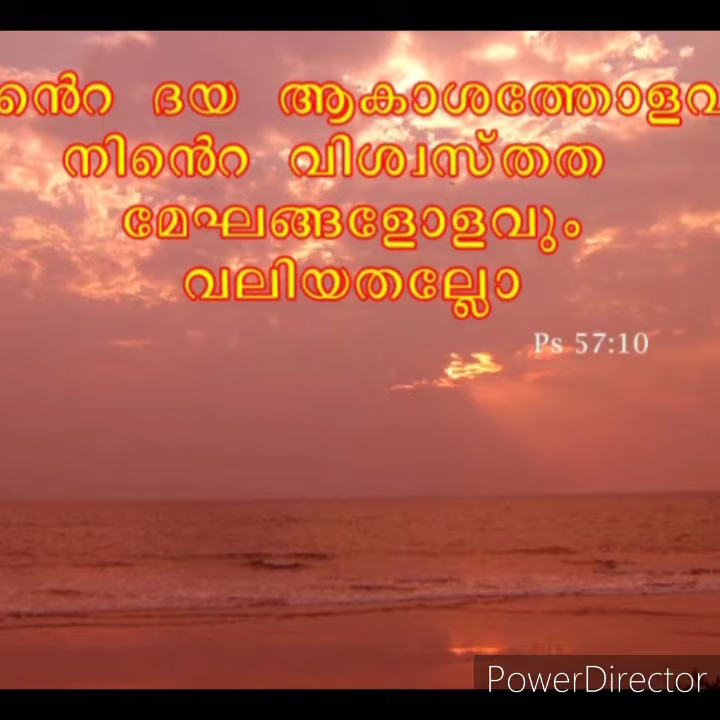 ൻെറ ദയ ആകാശത്തോളവ
നിൻെറ വിശ്വസ്തത
മേഘങ്ങളോളവും
വലിയതല്ലോ
Ps 57:10
PowerDirector